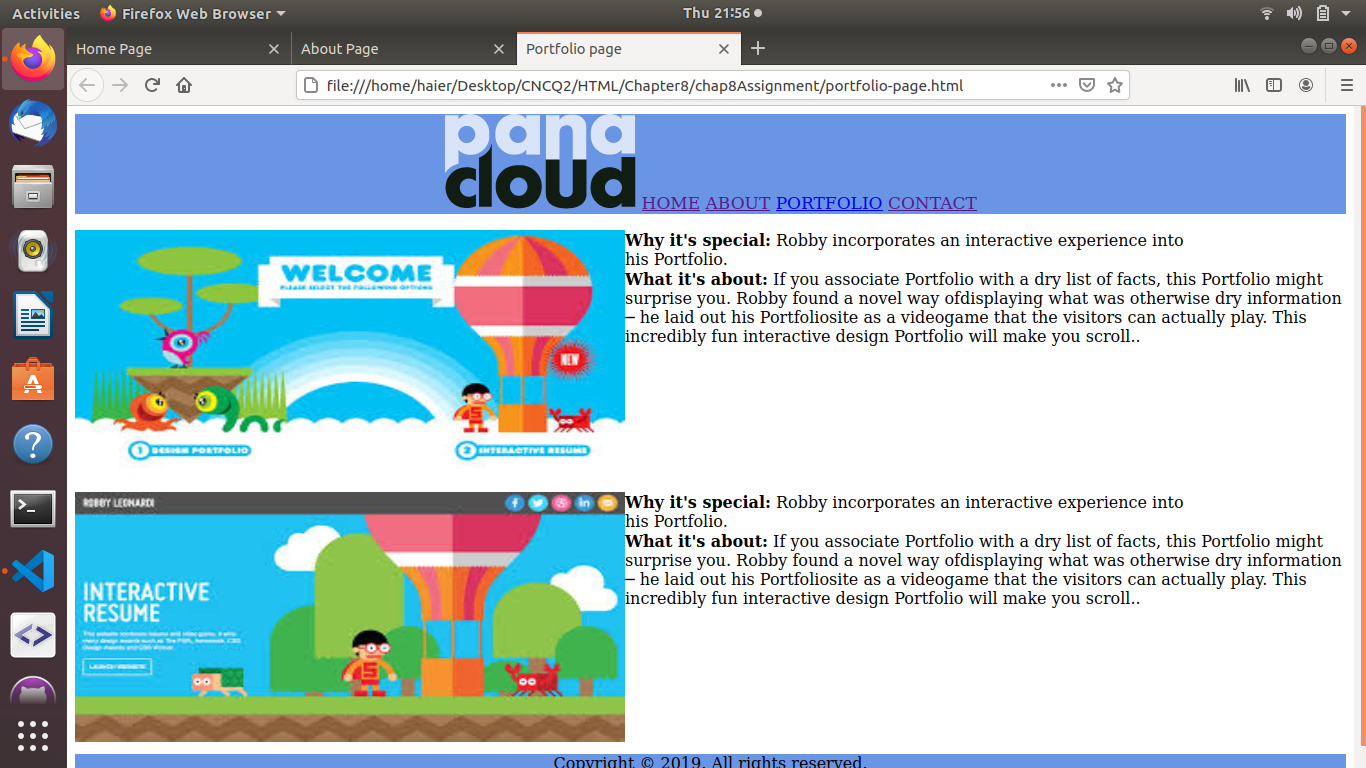 Activities Firefox Web Browser Thu 21:56
Home Page About Page Portfolio page
file:///home/haier/Desktop/CNCQ2/HTML/Chapter8/chap8Assignment/portfolio-page.html
pana
cloud
HOME ABOUT PORTFOLIO CONTACT
WELCOME
PLEASE SELECT THE FOLLOWING OPTIONS
NEW
1 DESIGN PORTFOLIO
2 INTERACTIVE RESUME
Why it's special: Robby incorporates an interactive experience into
his Portfolio.
What it's about: If you associate Portfolio with a dry list of facts, this Portfolio might
surprise you. Robby found a novel way ofdisplaying what was otherwise dry information
– he laid out his Portfoliosite as a videogame that the visitors can actually play. This
incredibly fun interactive design Portfolio will make you scroll..
ROBBY LEONARDI
INTERACTIVE
RESUME
LAUNCH WEBSITE
Why it's special: Robby incorporates an interactive experience into
his Portfolio.
What it's about: If you associate Portfolio with a dry list of facts, this Portfolio might
surprise you. Robby found a novel way ofdisplaying what was otherwise dry information
– he laid out his Portfoliosite as a videogame that the visitors can actually play. This
incredibly fun interactive design Portfolio will make you scroll..
Copyright © 2019. All rights reserved.